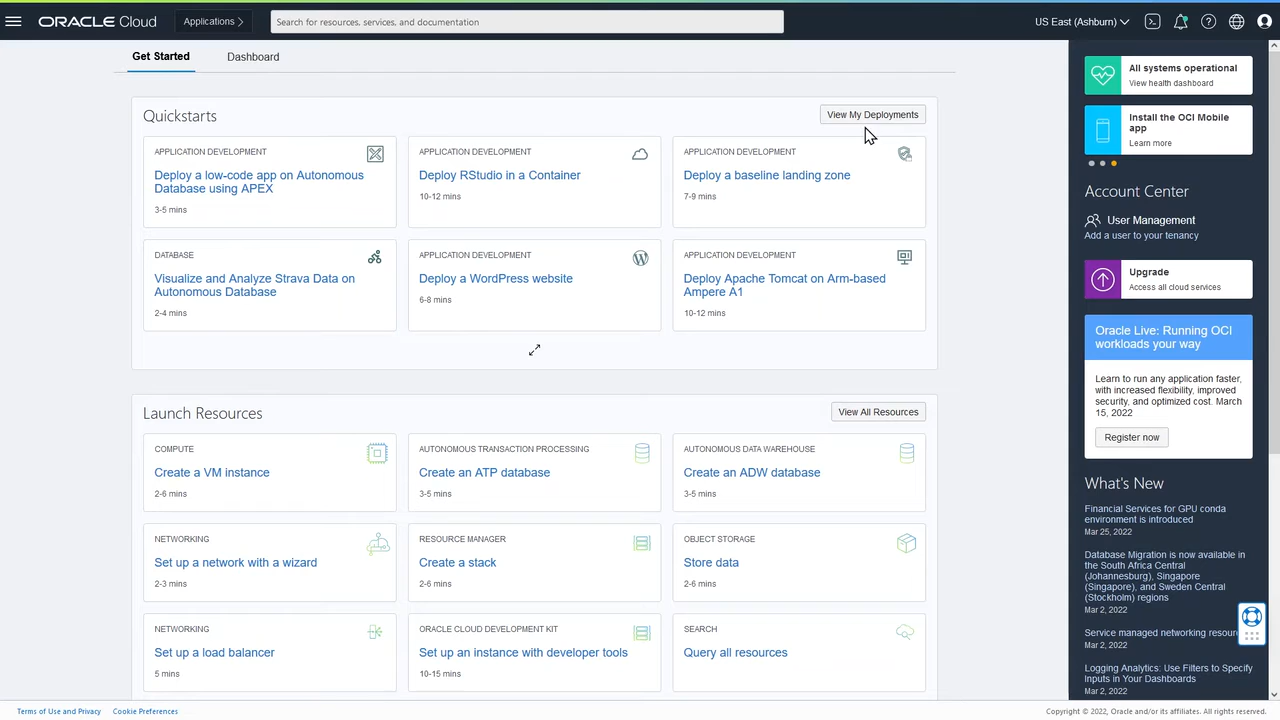 ORACLE Cloud
Applications
Search for resources, services, and documentation
US East (Ashburn)
Get Started
Dashboard
Quickstarts
View My Deployments
APPLICATION DEVELOPMENT
Deploy a low-code app on Autonomous
Database using APEX
3-5 mins
APPLICATION DEVELOPMENT
Deploy RStudio in a Container
10-12 mins
APPLICATION DEVELOPMENT
Deploy a baseline landing zone
7-9 mins
DATABASE
Visualize and Analyze Strava Data on
Autonomous Database
2-4 mins
APPLICATION DEVELOPMENT
Deploy a WordPress website
6-8 mins
APPLICATION DEVELOPMENT
Deploy Apache Tomcat on Arm-based
Ampere A1
10-12 mins
Launch Resources
View All Resources
COMPUTE
Create a VM instance
2-6 mins
AUTONOMOUS TRANSACTION PROCESSING
Create an ATP database
3-5 mins
AUTONOMOUS DATA WAREHOUSE
Create an ADW database
3-5 mins
NETWORKING
Set up a network with a wizard
2-3 mins
RESOURCE MANAGER
Create a stack
2-6 mins
OBJECT STORAGE
Store data
2-6 mins
NETWORKING
Set up a load balancer
5 mins
ORACLE CLOUD DEVELOPMENT KIT
Set up an instance with developer tools
10-15 mins
SEARCH
Query all resources
All systems operational
View health dashboard
Install the OCI Mobile
app
Learn more
Account Center
User Management
Add a user to your tenancy
Upgrade
Access all cloud services
Oracle Live: Running OCI
workloads your way
Learn to run any application faster,
with increased flexibility, improved
security, and optimized cost. March
15, 2022
Register now
What's New
Financial Services for GPU conda
environment is introduced
Mar 25, 2022
Database Migration is now available in
the South Africa Central
(Johannesburg), Singapore
(Singapore), and Sweden Central
(Stockholm) regions
Mar 2, 2022
Service managed networking resour
Mar 2, 2022
Logging Analytics: Use Filters to Specify
Inputs in Your Dashboards
Mar 2, 2022
Terms of Use and Privacy
Cookie Preferences
Copyright © 2022, Oracle and/or its affiliates. All rights reserved.